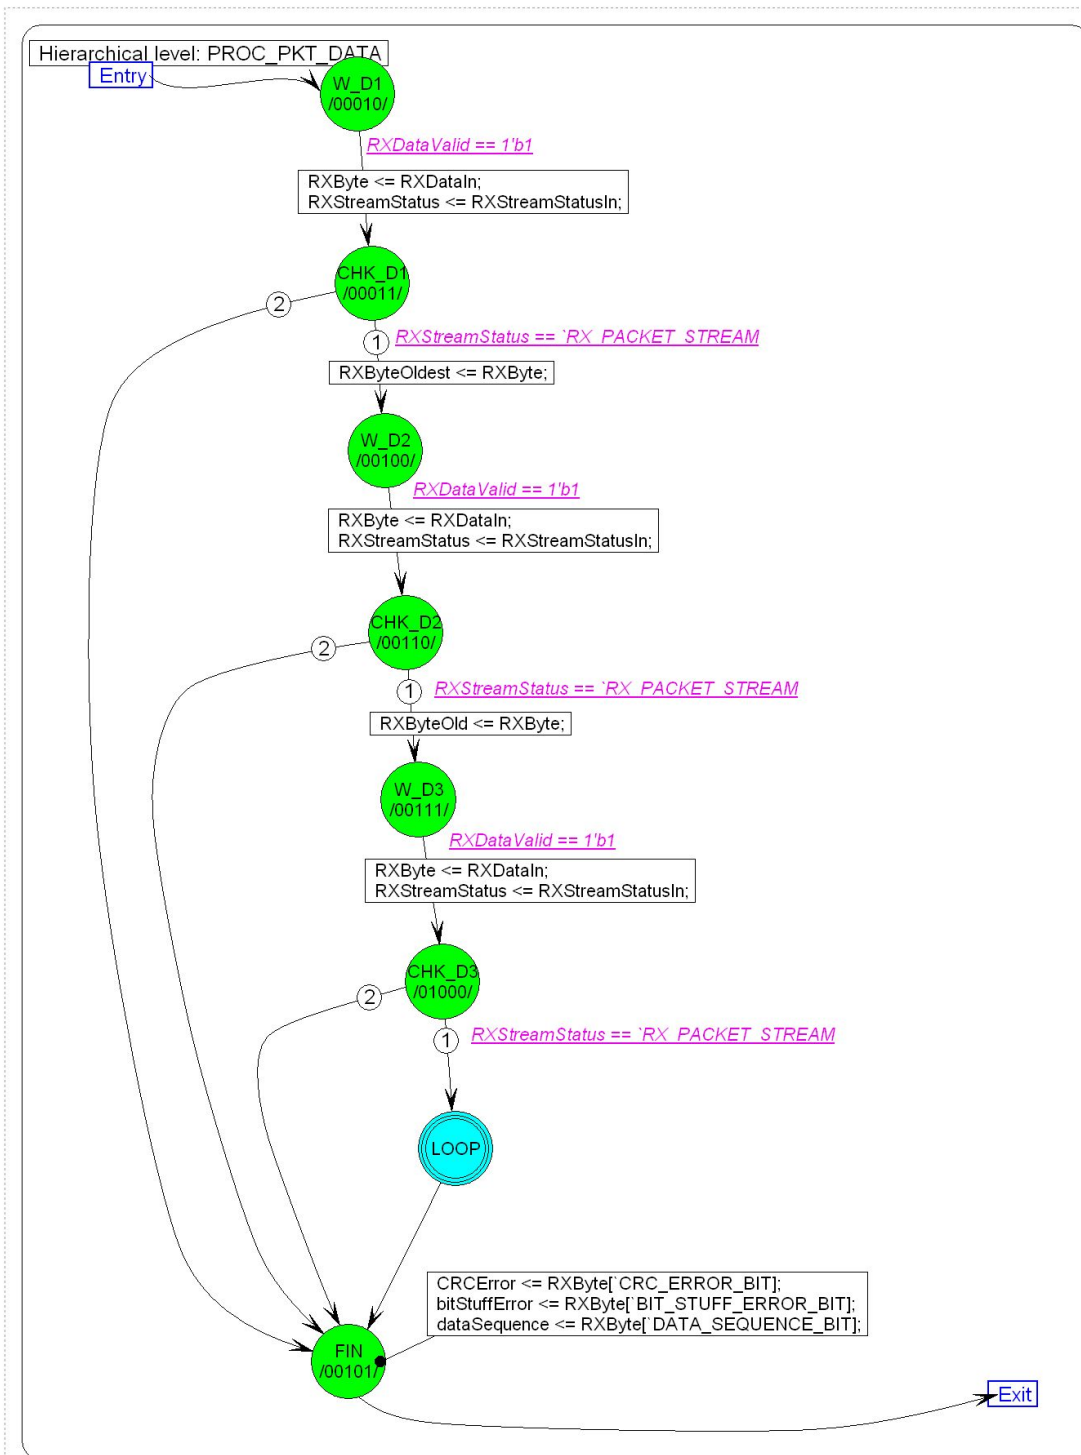 Hierarchical level: PROC_PKT_DATA
Entry
W_D1
/00010/
RXDataValid == 1'b1
RXByte <= RXDataIn;
RXStreamStatus <= RXStreamStatusIn;
CHK_D1
/00011/
2
1
RXStreamStatus == `RX_PACKET_STREAM
RXByteOldest <= RXByte;
W_D2
/00100/
RXDataValid == 1'b1
RXByte <= RXDataIn;
RXStreamStatus <= RXStreamStatusIn;
CHK_D2
/00110/
2
1
RXStreamStatus == `RX_PACKET_STREAM
RXByteOld <= RXByte;
W_D3
/00111/
RXDataValid == 1'b1
RXByte <= RXDataIn;
RXStreamStatus <= RXStreamStatusIn;
CHK_D3
/01000/
2
1
RXStreamStatus == `RX_PACKET_STREAM
LOOP
CRCError <= RXByte[`CRC_ERROR_BIT];
bitStuffError <= RXByte[`BIT_STUFF_ERROR_BIT];
dataSequence <= RXByte[`DATA_SEQUENCE_BIT];
FIN
/00101/
Exit